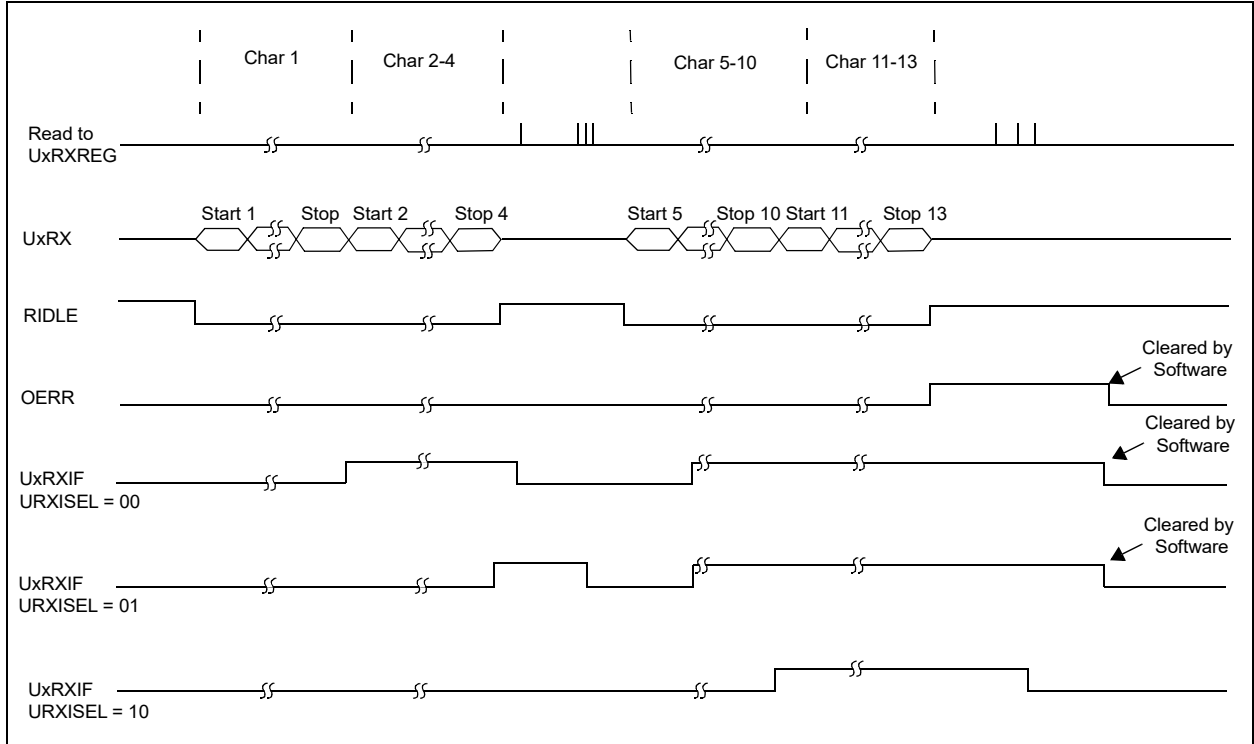 Char 1
Char 2-4
Char 5-10
Char 11-13
Read to
UxRXREG
Start 1
Stop
Start 2
Stop 4
Start 5
Stop 10
Start 11
Stop 13
UxRX
RIDLE
Cleared by
Software
OERR
Cleared by
Software
UxRXIF
URXISEL = 00
Cleared by
Software
UxRXIF
URXISEL = 01
UxRXIF
URXISEL = 10